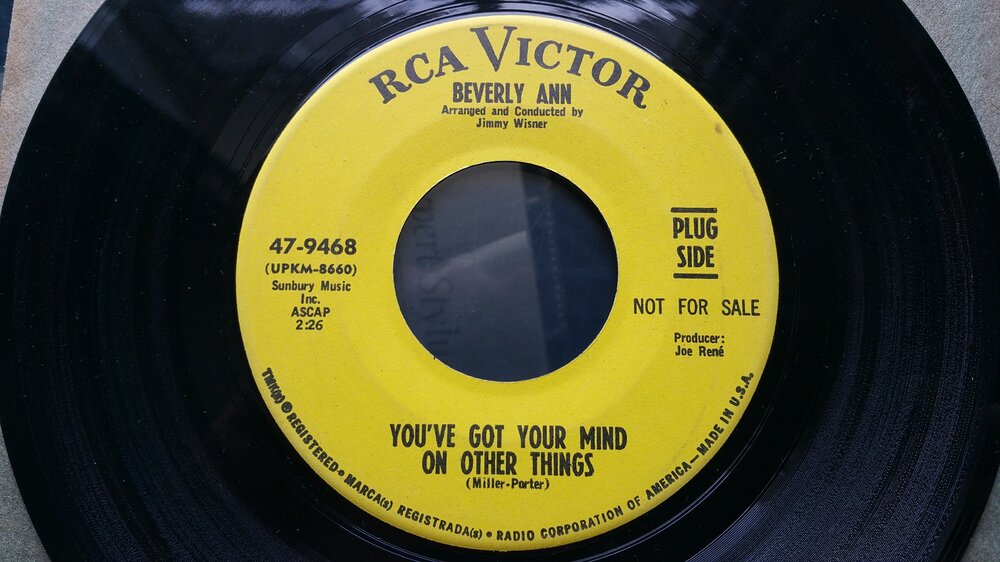 RCA VICTOR
BEVERLY ANN
Arranged and Conducted by
Jimmy Wisner
47-9468
(UPKM-8660)
Sunbury Music
Inc.
ASCAP
2:26
PLUG
SIDE
NOT FOR SALE
Producer:
Joe René
YOU'VE GOT YOUR MIND
ON OTHER THINGS
(Miller-Porter)
TMK(s) ® REGISTERED • MARCA(s) REGISTRADA(s) • RADIO CORPORATION OF AMERICA—MADE IN U.S.A.